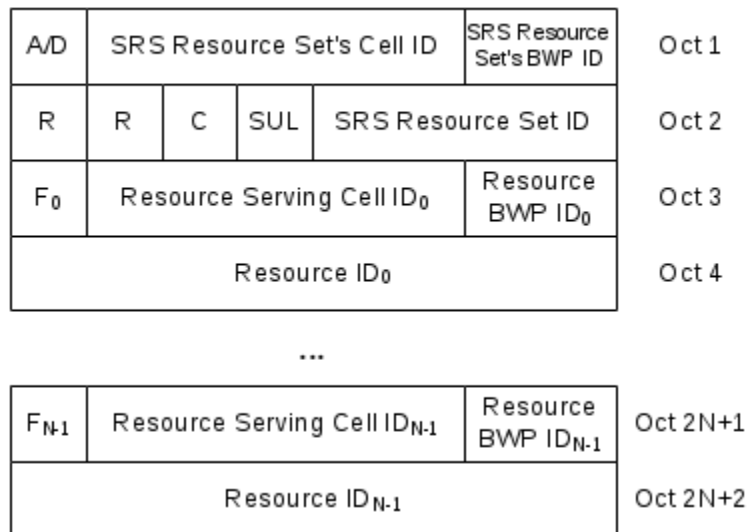 A/D SRS Resource Set's Cell ID SRS Resource Set's BWP ID Oct 1
R R C SUL SRS Resource Set ID Oct 2
F0 Resource Serving Cell ID0 Resource BWP ID0 Oct 3
Resource ID0 Oct 4
...
FN-1 Resource Serving Cell IDN-1 Resource BWP IDN-1 Oct 2N+1
Resource IDN-1 Oct 2N+2